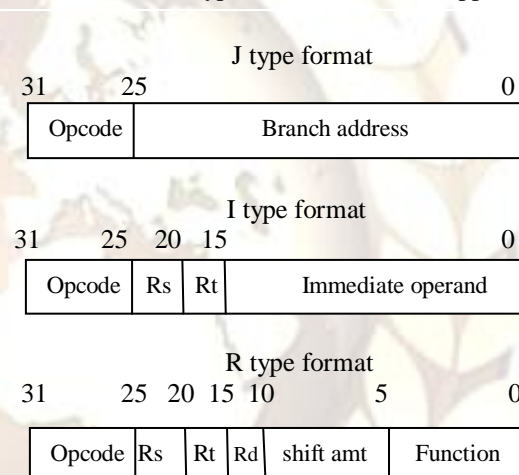 J type format
31 25 0
Opcode Branch address
I type format
31 25 20 15 0
Opcode Rs Rt Immediate operand
R type format
31 25 20 15 10 5 0
Opcode Rs Rt Rd shift amt Function